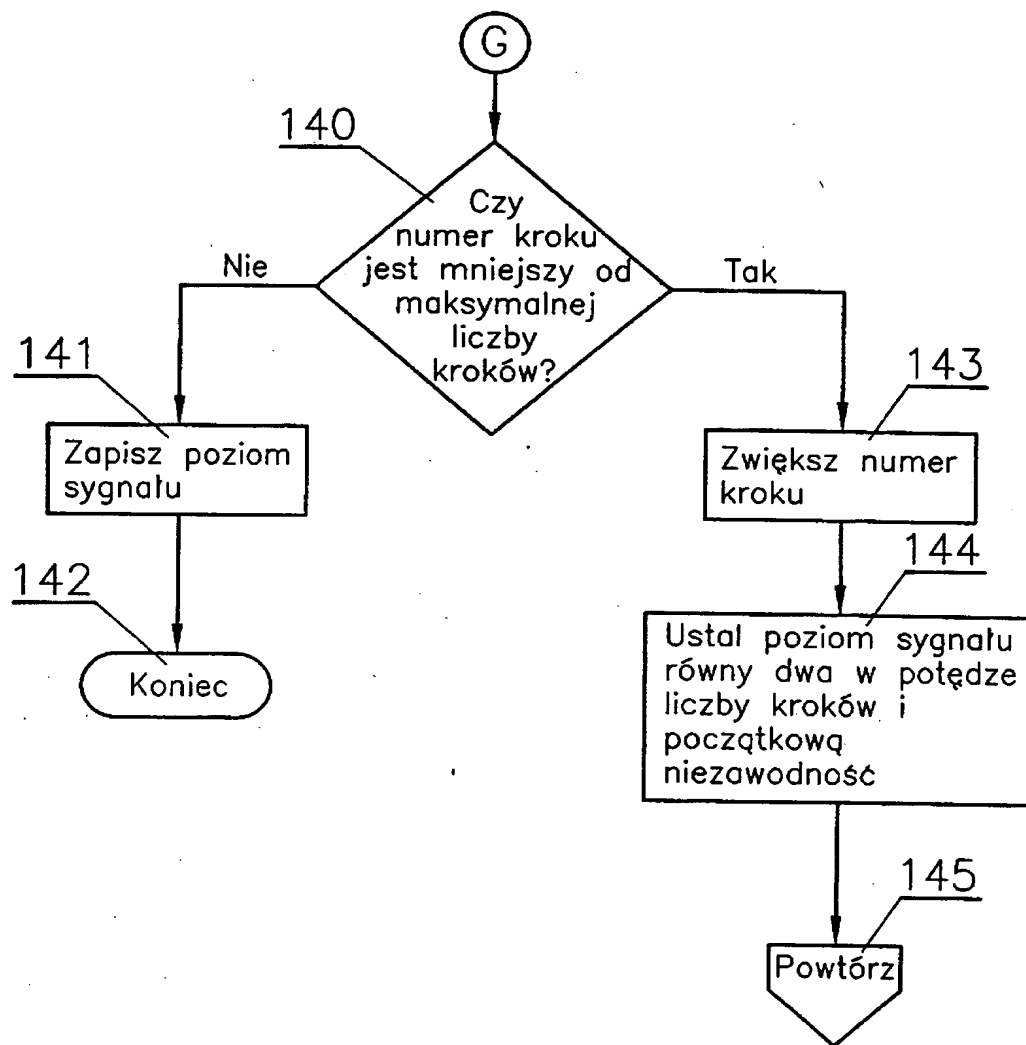 G
140
Czy
numer kroku
jest mniejszy od
maksymalnej
liczby
kroków?
Nie
Tak
141
Zapisz poziom
sygnału
142
Koniec
143
Zwiększ numer
kroku
144
Ustal poziom sygnału
równy dwa w potędze
liczby kroków i
początkową
niezawodność
145
Powtórz